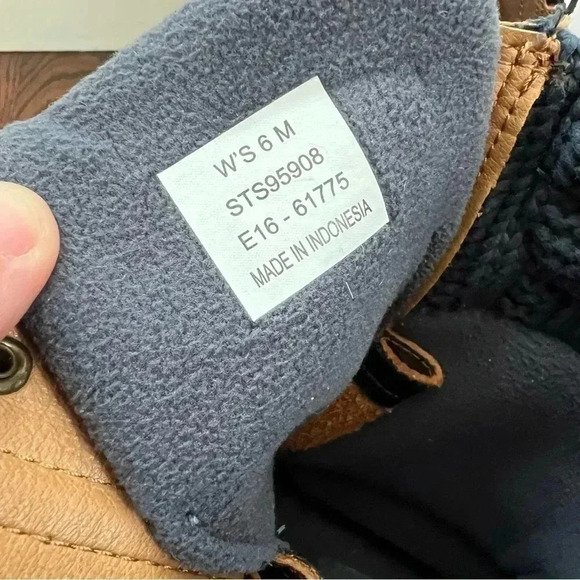 W'S 6 M
STS95908
E16 - 61775
MADE IN INDONESIA